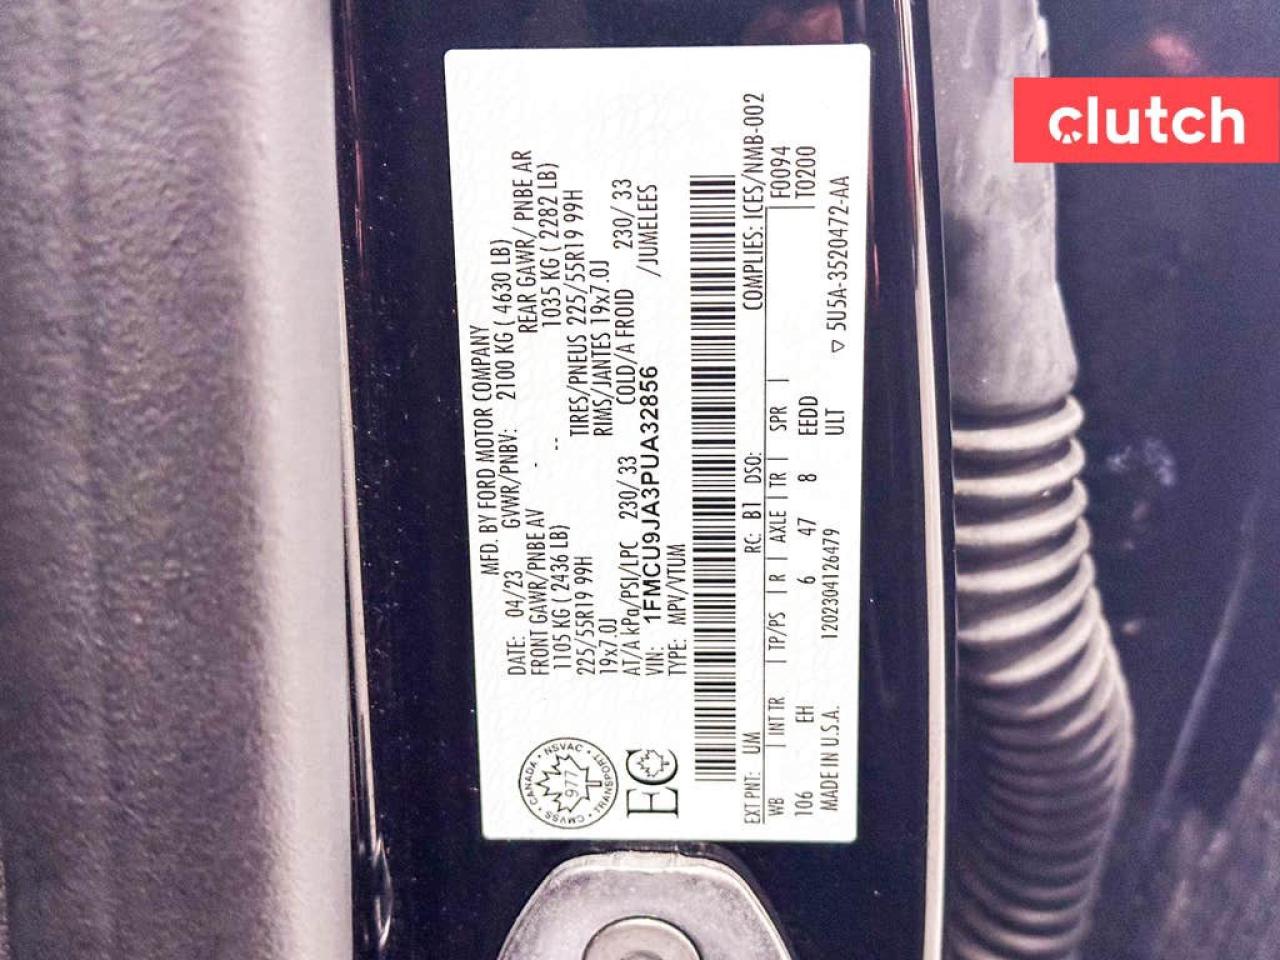 clutch
MFD. BY FORD MOTOR COMPANY
DATE: 04/23 GVWR/PNBV: 2100 KG ( 4630 LB)
FRONT GAWR/PNBE AV - -- REAR GAWR/ PNBE AR
1105 KG ( 2436 LB) 1035 KG ( 2282 LB)
225/55R19 99H TIRES/PNEUS 225/55R19 99H
19x7.0J RIMS/JANTES 19x7.0J
AT/A kPa/PSI/LPC 230/ 33 COLD/A FROID 230/ 33
VIN: 1FMCU9JA3PUA32856 /JUMELEES
TYPE: MPV/VTUM
CANADA • NSVAC • TRANSPORT • CMVSS •
977
EC
EXT PNT: UM RC: B1 DSO: COMPLIES: ICES/NMB-002
WB | INT TR | TP/PS | R | AXLE | TR | SPR | F0094
106 EH 6 47 8 EEDD T0200
ULT
MADE IN U.S.A. 1202304126479 ▽ 5U5A-3520472-AA